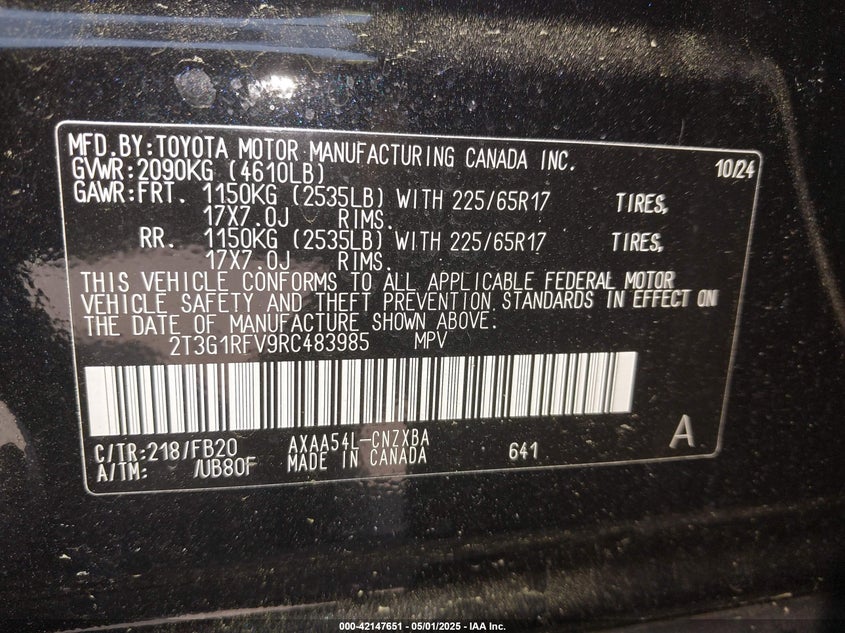 MFD.BY:TOYOTA MOTOR MANUFACTURING CANADA INC. 10/24
GVWR:2090KG (4610LB)
GAWR:FRT. 1150KG (2535LB) WITH 225/65R17 TIRES,
17X7.0J RIMS.
RR. 1150KG (2535LB) WITH 225/65R17 TIRES,
17X7.0J RIMS.
THIS VEHICLE CONFORMS TO ALL APPLICABLE FEDERAL MOTOR
VEHICLE SAFETY AND THEFT PREVENTION STANDARDS IN EFFECT ON
THE DATE OF MANUFACTURE SHOWN ABOVE.
2T3G1RFV9RC483985 MPV
C/TR:218/FB20 AXAA54L-CNZXBA 641 A
A/TM: /UB80F MADE IN CANADA
000-42147651 - 05/01/2025 - IAA Inc.